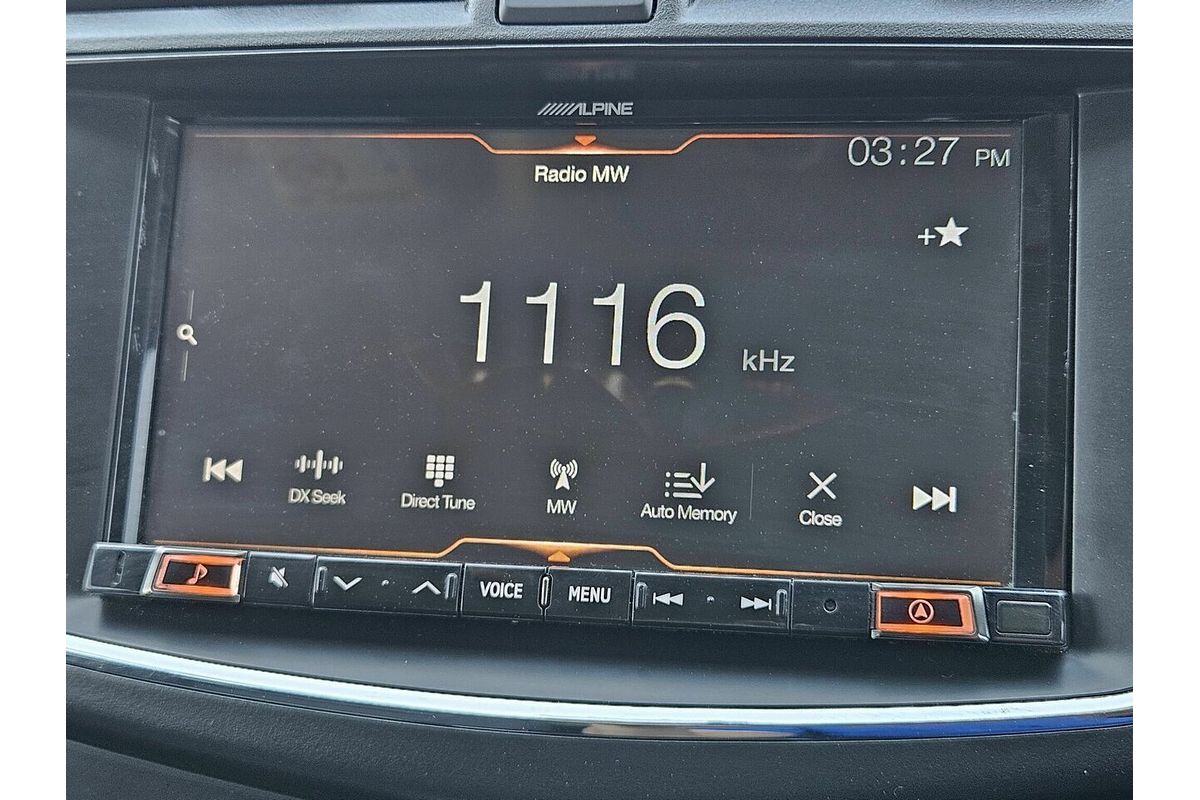 ALPINE
03:27 PM
Radio MW
1116 kHz
DX Seek
Direct Tune
MW
Auto Memory
Close
VOICE
MENU